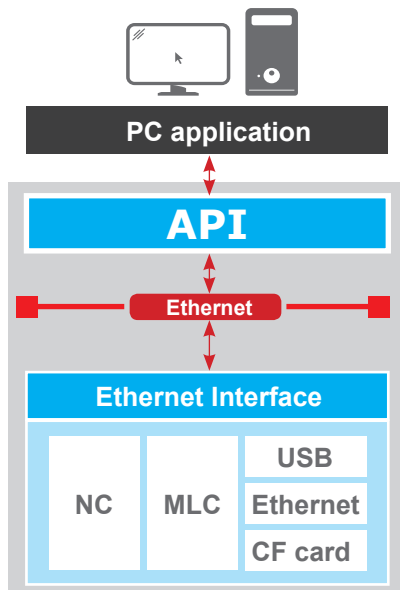 PC application
API
Ethernet
Ethernet Interface
NC
MLC
USB
Ethernet
CF card